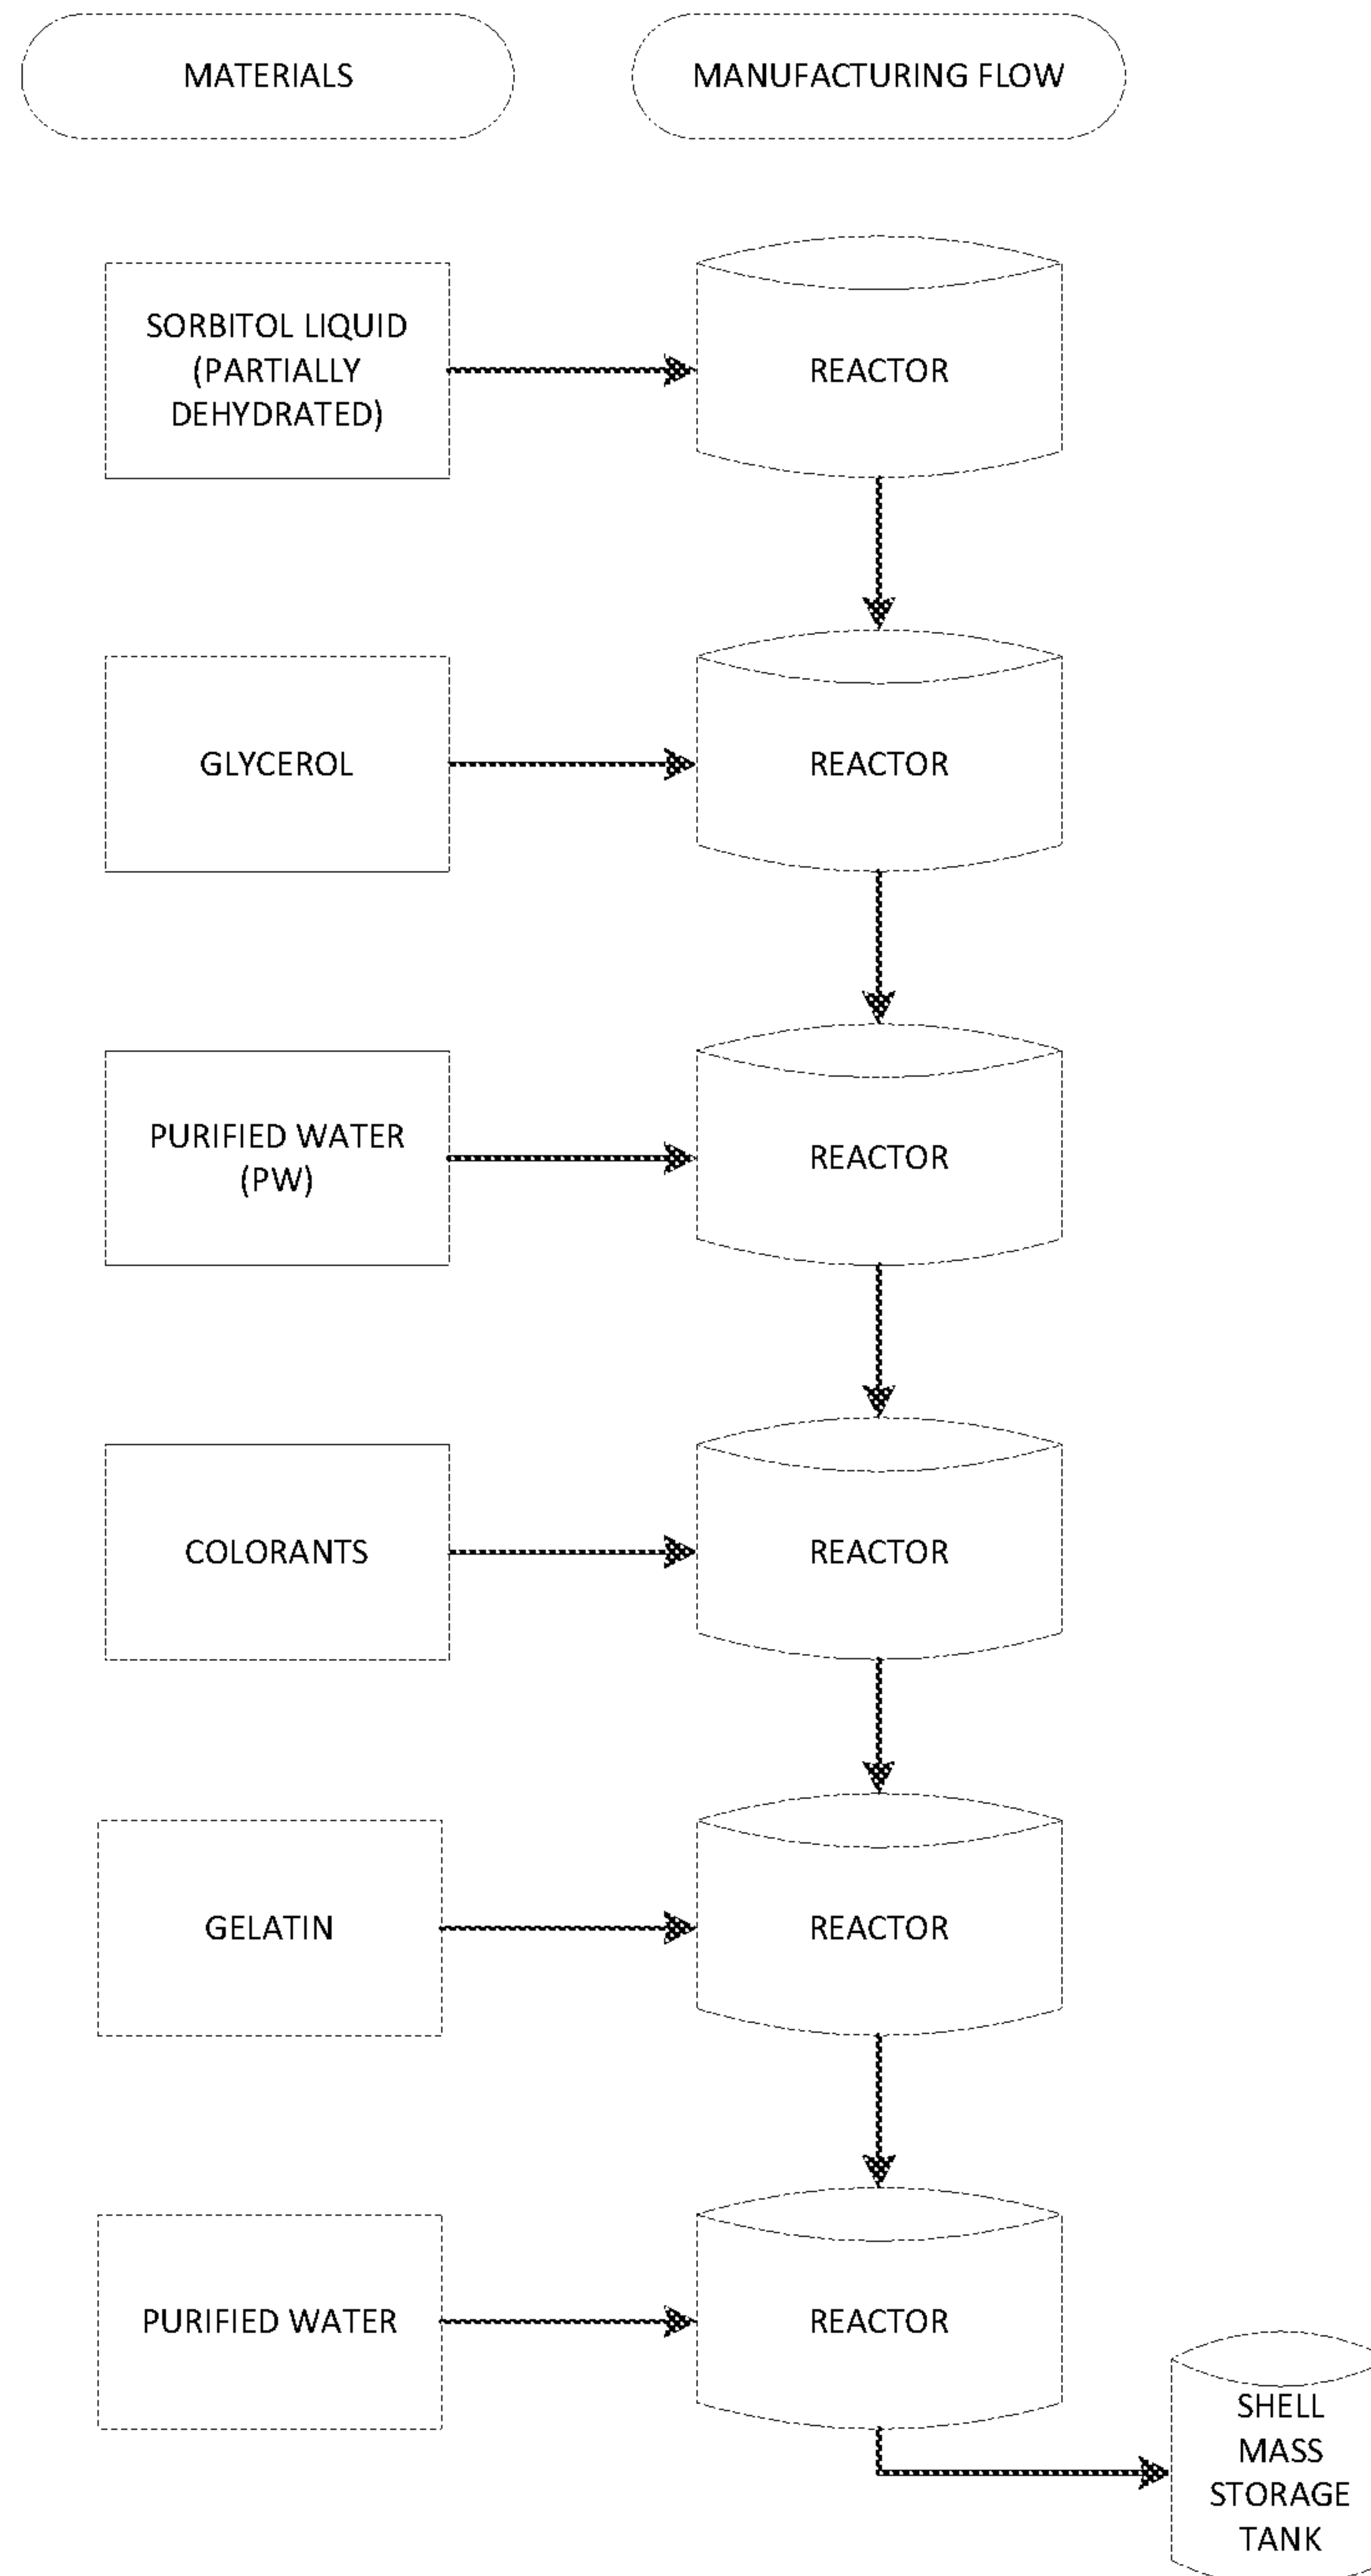 MATERIALS
MANUFACTURING FLOW
SORBITOL LIQUID
(PARTIALLY
DEHYDRATED)
REACTOR
GLYCEROL
REACTOR
PURIFIED WATER
(PW)
REACTOR
COLORANTS
REACTOR
GELATIN
REACTOR
PURIFIED WATER
REACTOR
SHELL
MASS
STORAGE
TANK